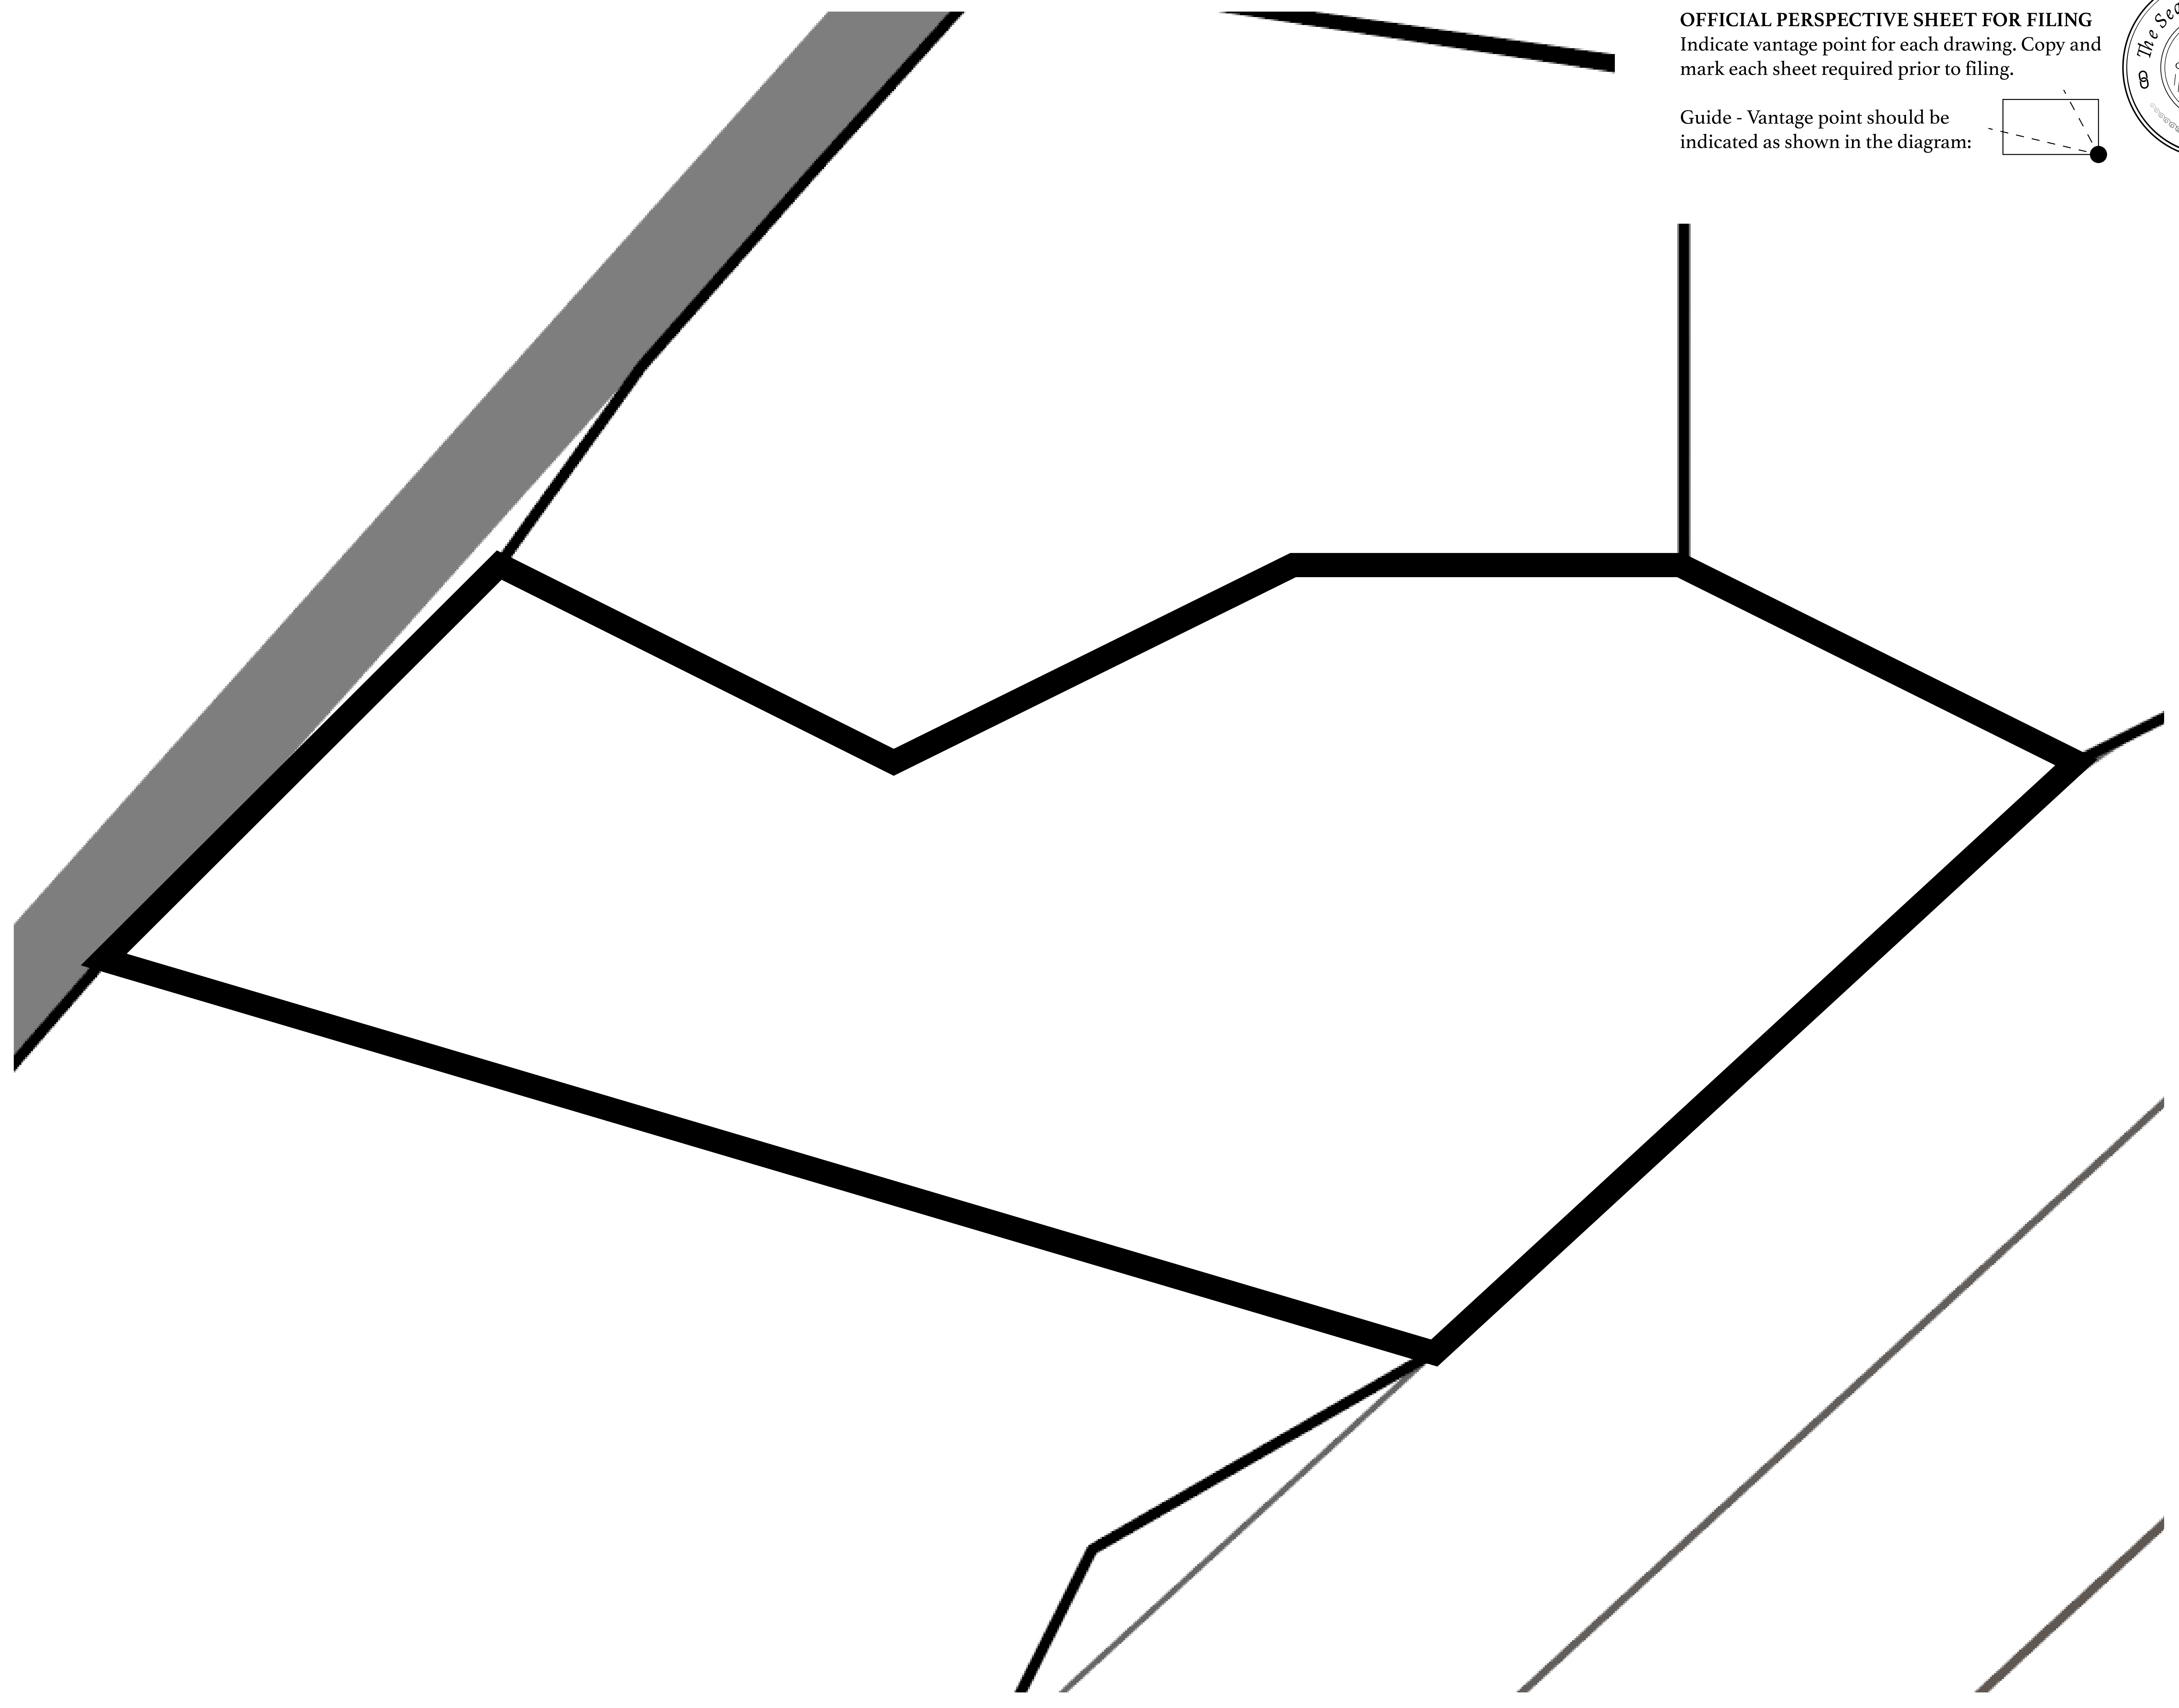 OFFICIAL PERSPECTIVE SHEET FOR FILING
Indicate vantage point for each drawing. Copy and
mark each sheet required prior to filing.
Guide - Vantage point should be
indicated as shown in the diagram:
The